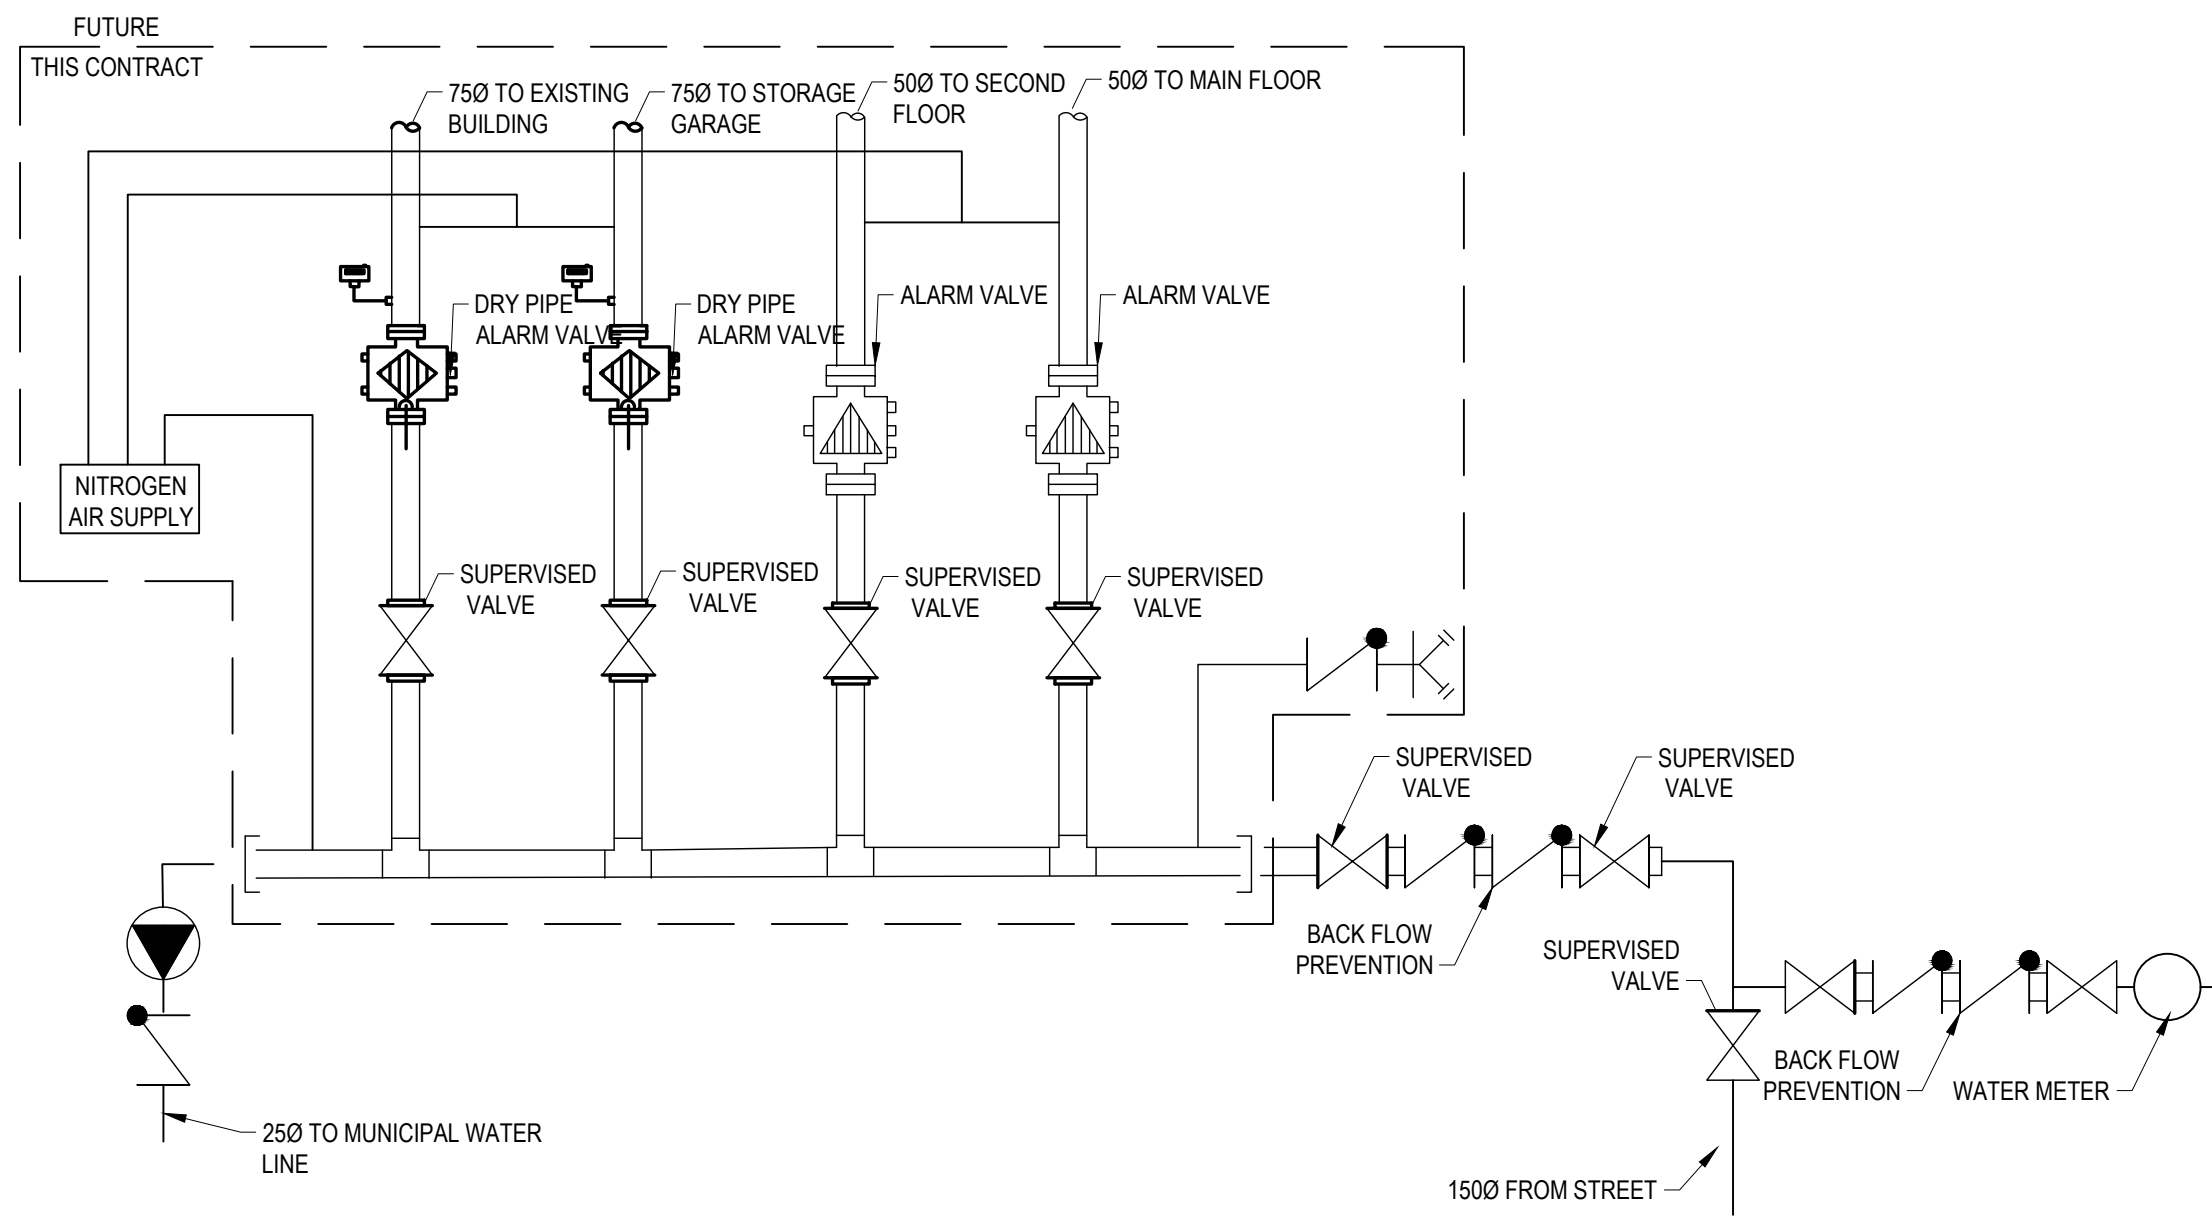 FUTURE
THIS CONTRACT
75Ø TO EXISTING
BUILDING
75Ø TO STORAGE
GARAGE
50Ø TO SECOND
FLOOR
50Ø TO MAIN FLOOR
DRY PIPE
ALARM VALVE
DRY PIPE
ALARM VALVE
ALARM VALVE
ALARM VALVE
NITROGEN
AIR SUPPLY
SUPERVISED
VALVE
SUPERVISED
VALVE
SUPERVISED
VALVE
SUPERVISED
VALVE
SUPERVISED
VALVE
SUPERVISED
VALVE
BACK FLOW
PREVENTION
SUPERVISED
VALVE
BACK FLOW
PREVENTION
WATER METER
25Ø TO MUNICIPAL WATER
LINE
150Ø FROM STREET